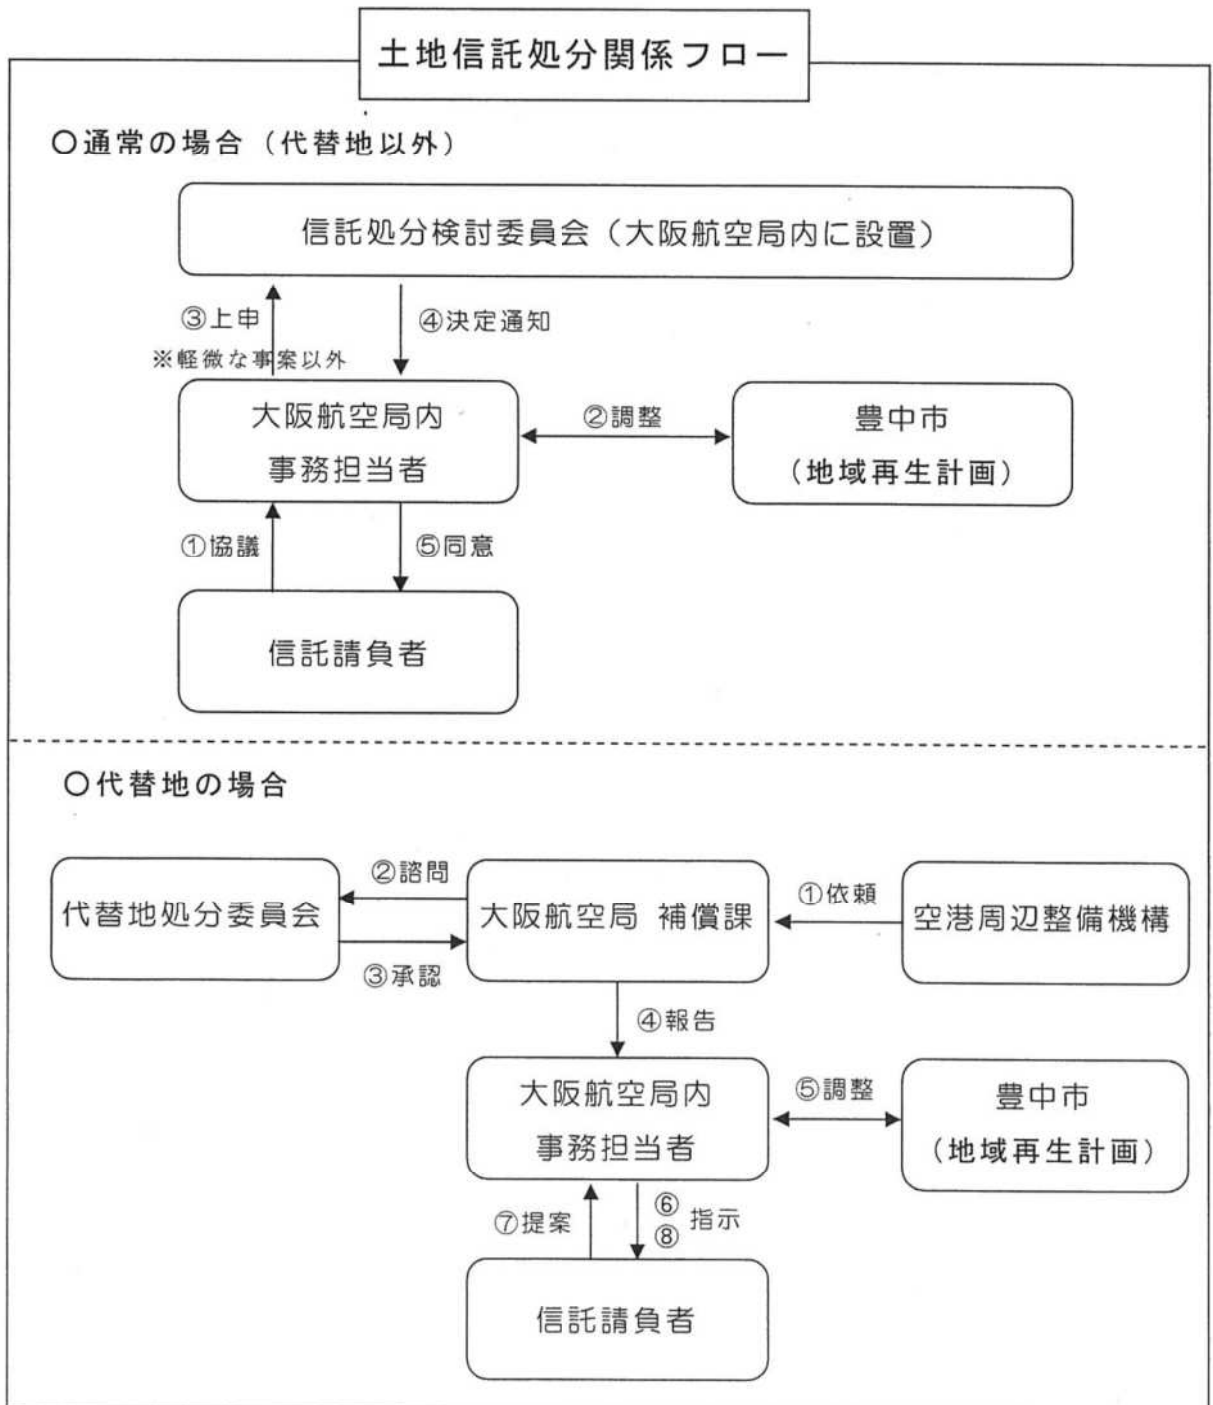 土地信託処分関係フロー
〇通常の場合（代替地以外）
信託処分検討委員会（大阪航空局内に設置）
③上申
④決定通知
※軽微な事案以外
大阪航空局内
事務担当者
②調整
豊中市
（地域再生計画）
①協議
⑤同意
信託請負者
〇代替地の場合
代替地処分委員会
②諮問
③承認
大阪航空局 補償課
①依頼
空港周辺整備機構
④報告
大阪航空局内
事務担当者
⑤調整
豊中市
（地域再生計画）
⑦提案
⑥
⑧
指示
信託請負者